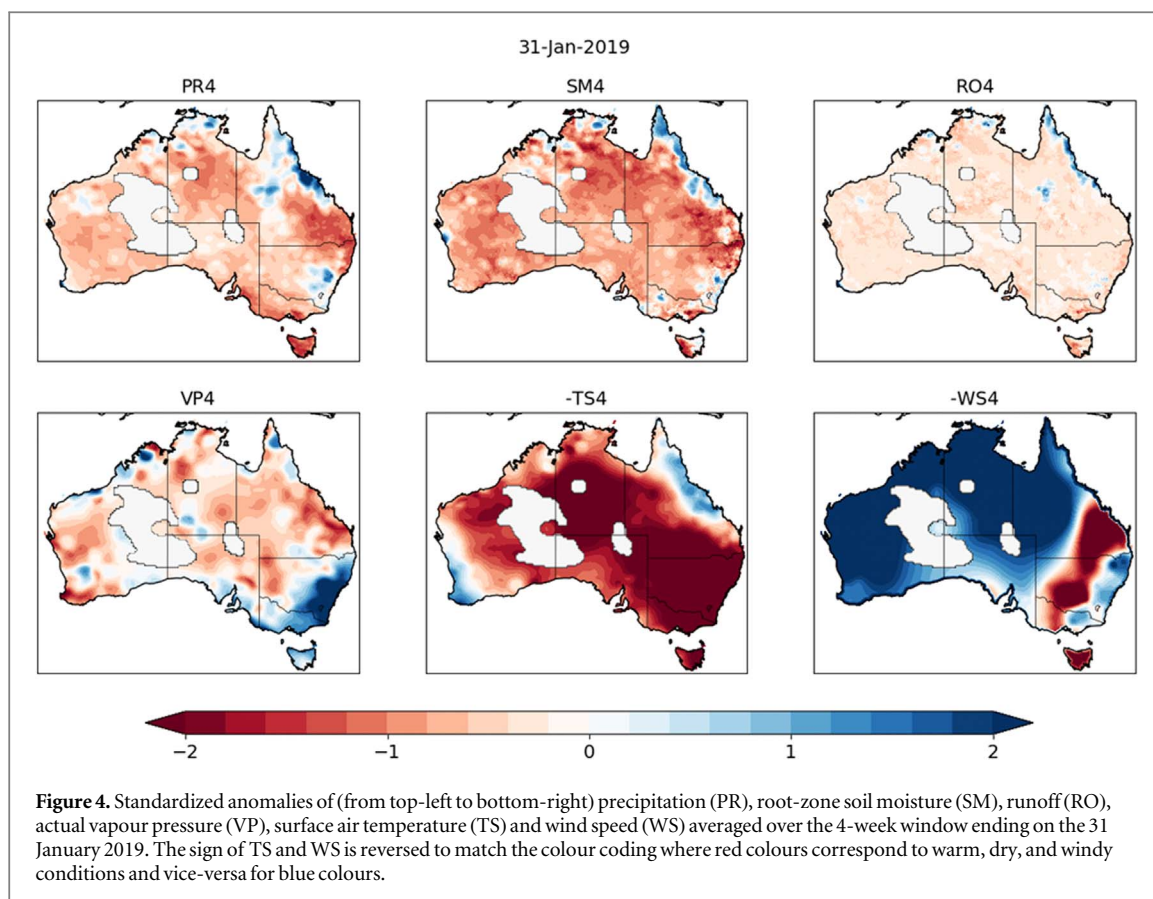 31-Jan-2019
PR4
SM4
RO4
VP4
-TS4
-WS4
−2
−1
0
1
2
Figure 4. Standardized anomalies of (from top-left to bottom-right) precipitation (PR), root-zone soil moisture (SM), runoff (RO),
actual vapour pressure (VP), surface air temperature (TS) and wind speed (WS) averaged over the 4-week window ending on the 31
January 2019. The sign of TS and WS is reversed to match the colour coding where red colours correspond to warm, dry, and windy
conditions and vice-versa for blue colours.